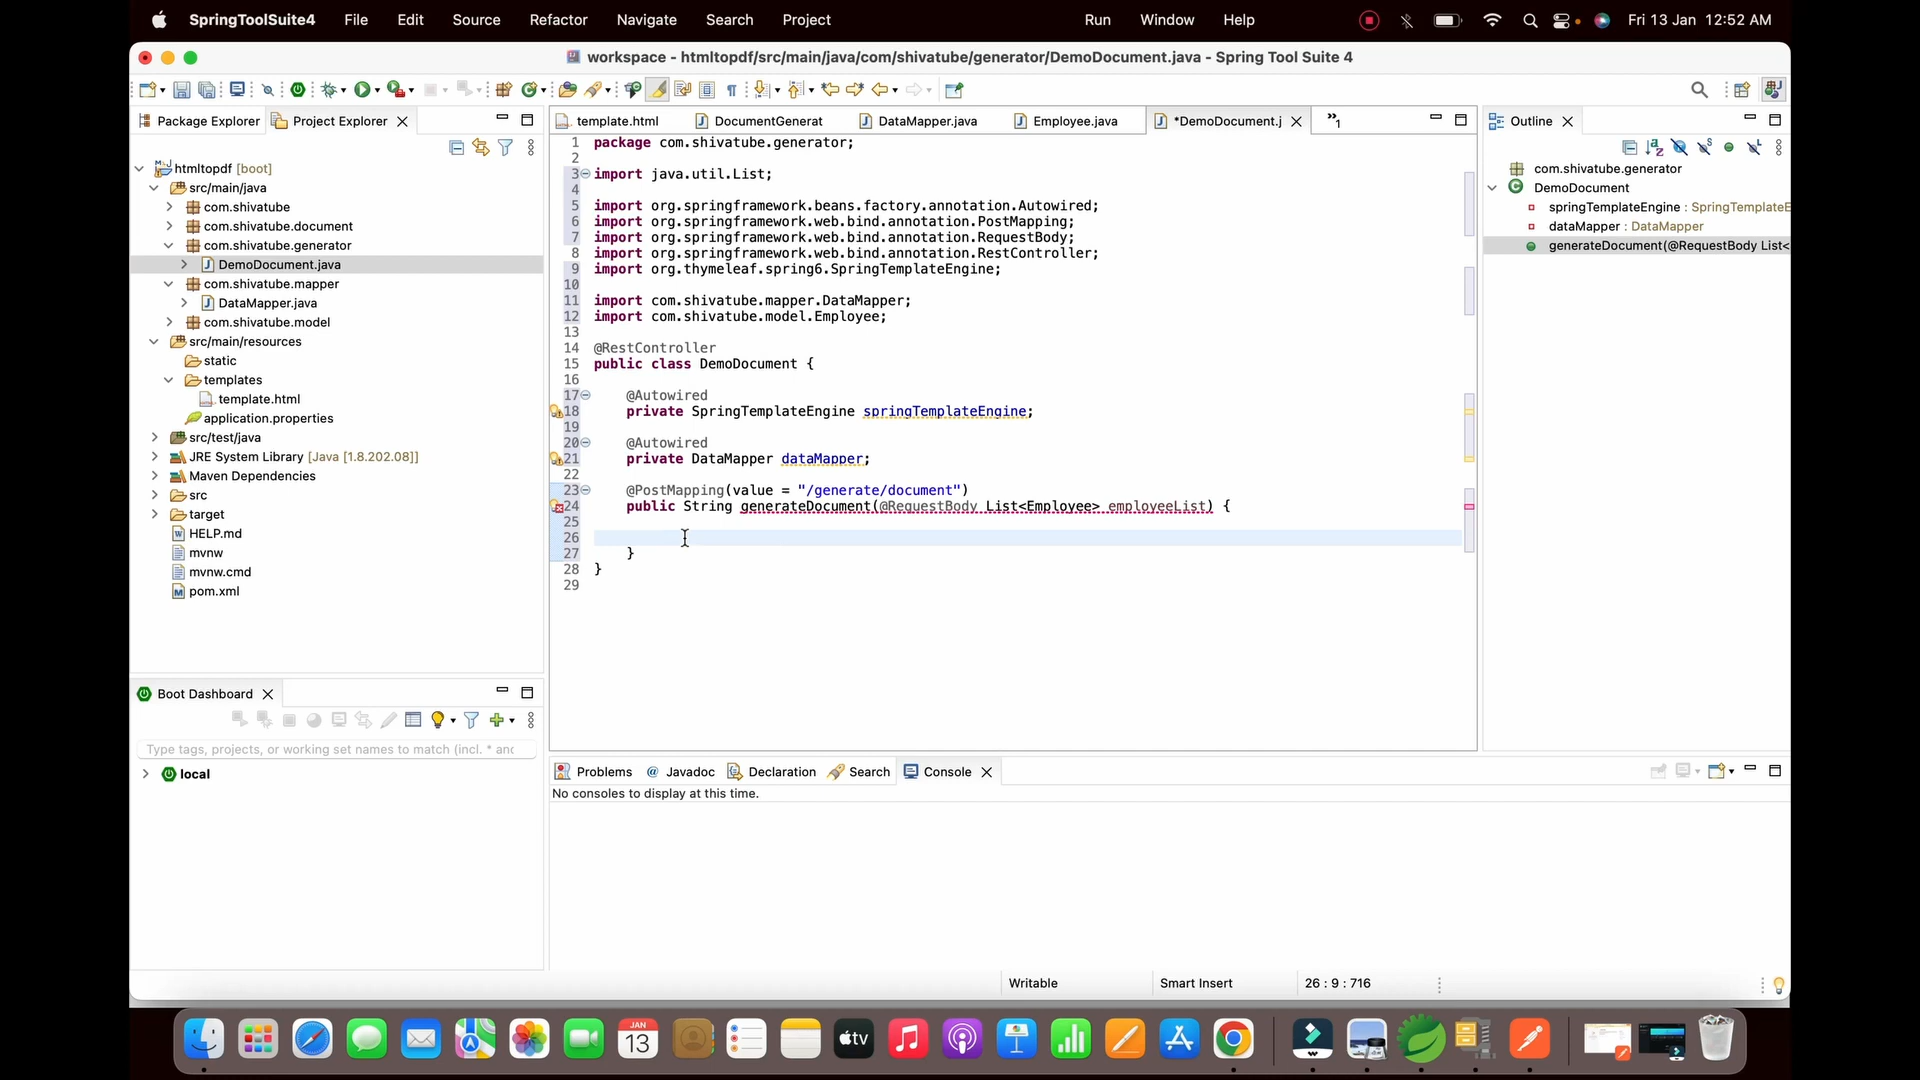 SpringToolSuite4 File Edit Source Refactor Navigate Search Project Run Window Help Fri 13 Jan 12:52 AM
workspace - htmltopdf/src/main/java/com/shivatube/generator/DemoDocument.java - Spring Tool Suite 4
Package Explorer Project Explorer
htmltopdf [boot]
src/main/java
com.shivatube
com.shivatube.document
com.shivatube.generator
DemoDocument.java
com.shivatube.mapper
DataMapper.java
com.shivatube.model
src/main/resources
static
templates
template.html
application.properties
src/test/java
JRE System Library [Java [1.8.202.08]]
Maven Dependencies
src
target
HELP.md
mvnw
mvnw.cmd
pom.xml
Boot Dashboard
Type tags, projects, or working set names to match (incl. * and
local
template.html DocumentGenerat DataMapper.java Employee.java *DemoDocument.j 1
1 package com.shivatube.generator;
2
3 import java.util.List;
4
5 import org.springframework.beans.factory.annotation.Autowired;
6 import org.springframework.web.bind.annotation.PostMapping;
7 import org.springframework.web.bind.annotation.RequestBody;
8 import org.springframework.web.bind.annotation.RestController;
9 import org.thymeleaf.spring6.SpringTemplateEngine;
10
11 import com.shivatube.mapper.DataMapper;
12 import com.shivatube.model.Employee;
13
14 @RestController
15 public class DemoDocument {
16
17 @Autowired
18 private SpringTemplateEngine springTemplateEngine;
19
20 @Autowired
21 private DataMapper dataMapper;
22
23 @PostMapping(value = "/generate/document")
24 public String generateDocument(@RequestBody List<Employee> employeeList) {
25
26
27 }
28 }
29
Outline
com.shivatube.generator
DemoDocument
springTemplateEngine : SpringTemplateE
dataMapper : DataMapper
generateDocument(@RequestBody List<
Problems Javadoc Declaration Search Console
No consoles to display at this time.
Writable Smart Insert 26 : 9 : 716
JAN
13
tv